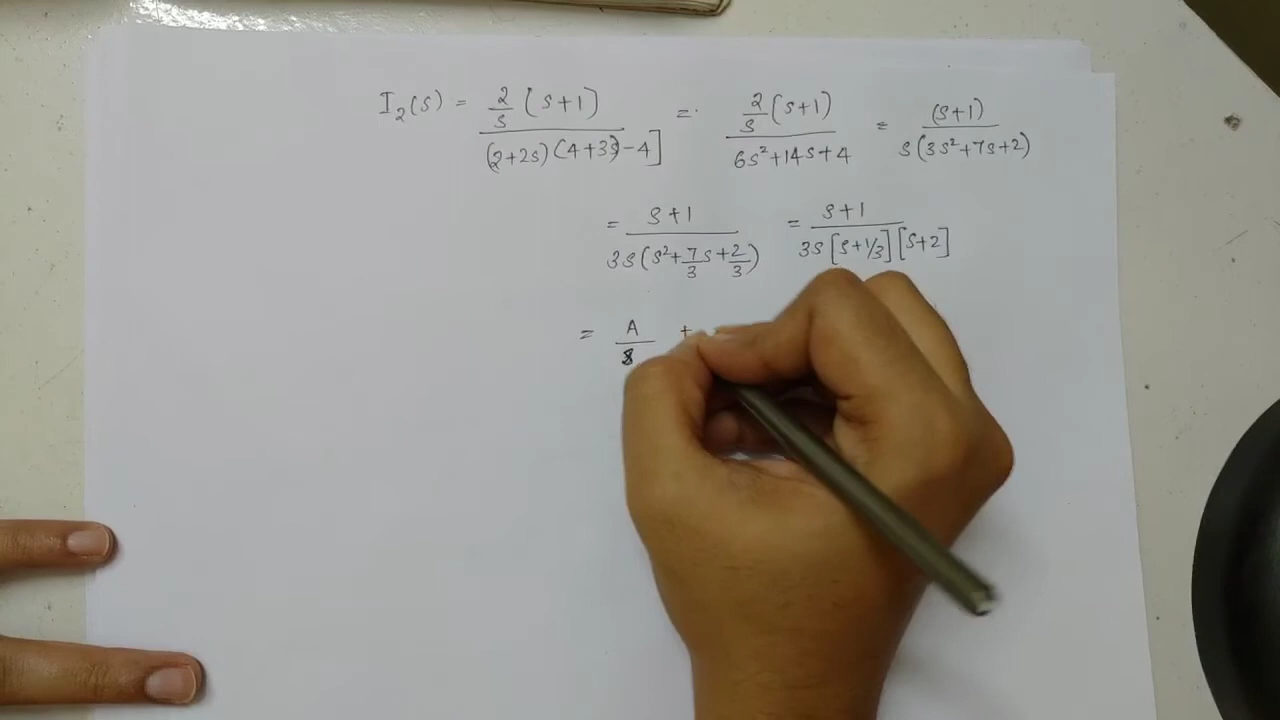 I₂(s) = 2/s (s+1) / (2+2s)(4+3s)-4] = 2/s (s+1) / 6s²+14s+4 = (s+1) / s(3s²+7s+2)
= s+1 / 3s(s²+7/3s+2/3) = s+1 / 3s[s+1/3][s+2]
= A/s +